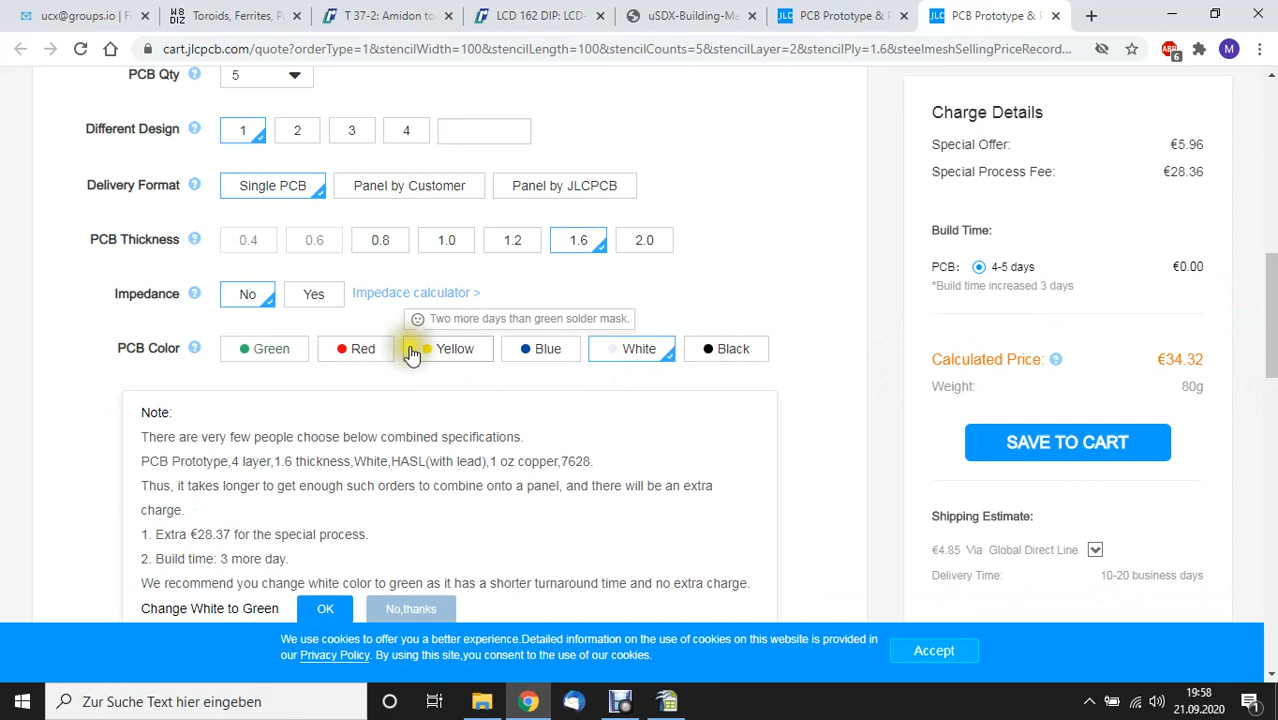 ucx@groups.io | Fi
Toroids, Ferrites, P
T 37-2: Amidon to
LCD 162 DIP: LCD-
uSDX-Building-Ma
PCB Prototype & P
PCB Prototype & P
cart.jlcpcb.com/quote?orderType=1&stencilWidth=100&stencilLength=100&stencilCounts=5&stencilLayer=2&stencilPly=1.6&steelmeshSellingPriceRecord...
PCB Qty ? 5
Charge Details
Different Design ? 1 2 3 4
Special Offer: €5.96
Special Process Fee: €28.36
Delivery Format ? Single PCB Panel by Customer Panel by JLCPCB
PCB Thickness ? 0.4 0.6 0.8 1.0 1.2 1.6 2.0
Build Time:
PCB: 4-5 days €0.00
*Build time increased 3 days
Impedance ? No Yes Impedace calculator >
Two more days than green solder mask.
PCB Color ? Green Red Yellow Blue White Black
Calculated Price: ? €34.32
Weight: 80g
SAVE TO CART
Note:
There are very few people choose below combined specifications.
PCB Prototype,4 layer,1.6 thickness,White,HASL(with lead),1 oz copper,7628.
Thus, it takes longer to get enough such orders to combine onto a panel, and there will be an extra
charge.
1. Extra €28.37 for the special process.
2. Build time: 3 more day.
We recommend you change white color to green as it has a shorter turnaround time and no extra charge.
Change White to Green OK No,thanks
Shipping Estimate:
€4.85 Via Global Direct Line
Delivery Time: 10-20 business days
We use cookies to offer you a better experience.Detailed information on the use of cookies on this website is provided in
our Privacy Policy. By using this site,you consent to the use of our cookies.
Accept
Zur Suche Text hier eingeben
19:58
21.09.2020